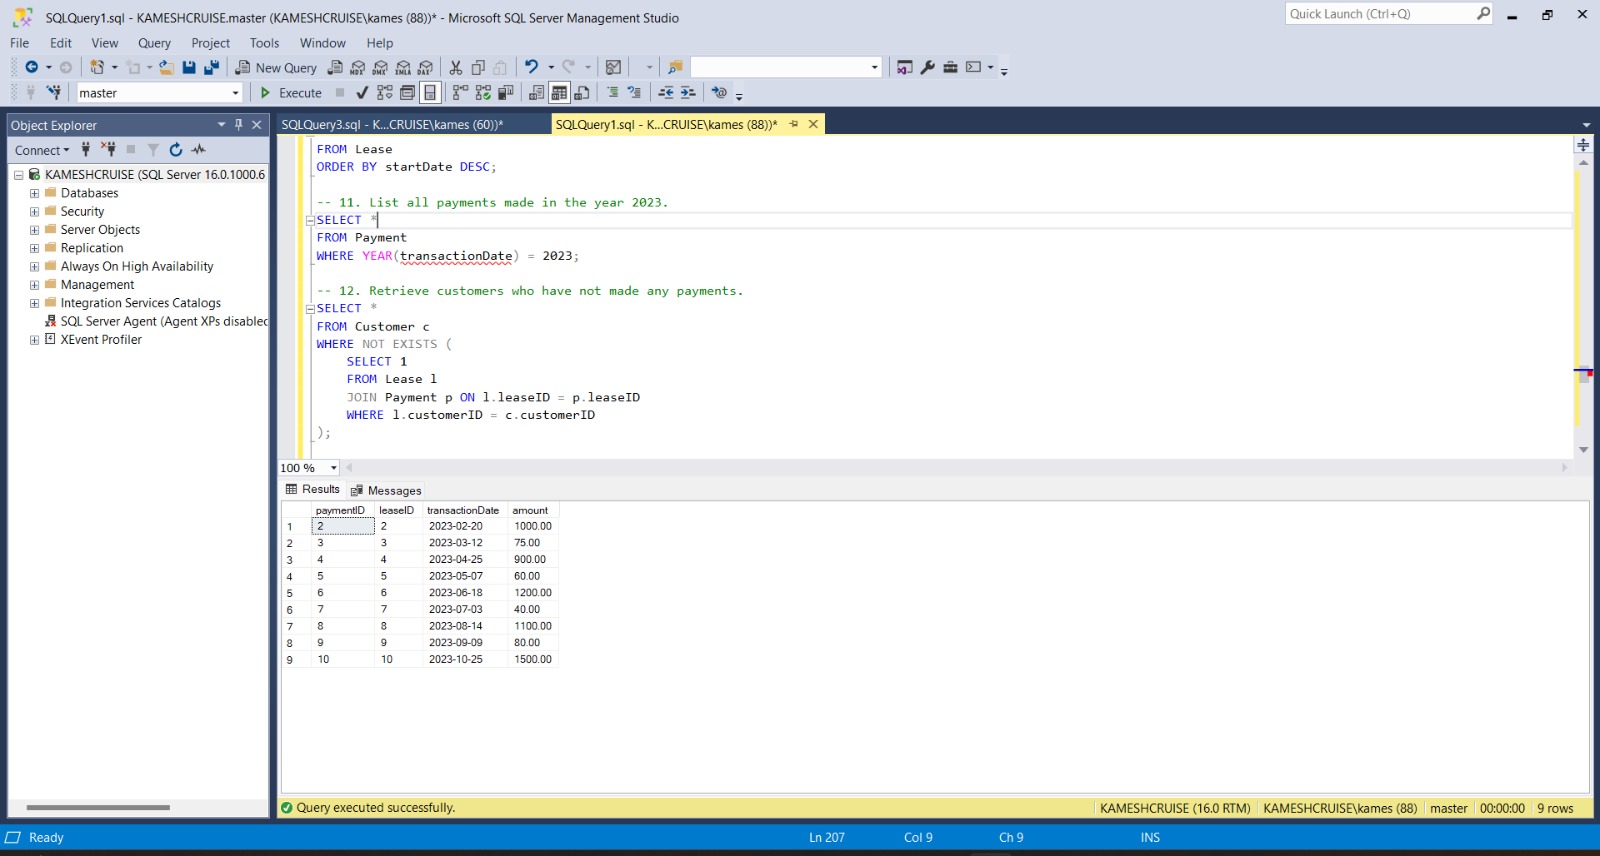 SQLQuery1.sql - KAMESHCRUISE.master (KAMESHCRUISE\kames (88))* - Microsoft SQL Server Management Studio
Quick Launch (Ctrl+Q)
File Edit View Query Project Tools Window Help
New Query MDX DMX XMLA DAX
master Execute
Object Explorer
SQLQuery3.sql - K...CRUISE\kames (60))*
SQLQuery1.sql - K...CRUISE\kames (88))*
Connect
KAMESHCRUISE (SQL Server 16.0.1000.6
Databases
Security
Server Objects
Replication
Always On High Availability
Management
Integration Services Catalogs
SQL Server Agent (Agent XPs disabled
XEvent Profiler
FROM Lease
ORDER BY startDate DESC;
-- 11. List all payments made in the year 2023.
SELECT *
FROM Payment
WHERE YEAR(transactionDate) = 2023;
-- 12. Retrieve customers who have not made any payments.
SELECT *
FROM Customer c
WHERE NOT EXISTS (
SELECT 1
FROM Lease l
JOIN Payment p ON l.leaseID = p.leaseID
WHERE l.customerID = c.customerID
);
100 %
Results Messages
paymentID leaseID transactionDate amount
1 2 2 2023-02-20 1000.00
2 3 3 2023-03-12 75.00
3 4 4 2023-04-25 900.00
4 5 5 2023-05-07 60.00
5 6 6 2023-06-18 1200.00
6 7 7 2023-07-03 40.00
7 8 8 2023-08-14 1100.00
8 9 9 2023-09-09 80.00
9 10 10 2023-10-25 1500.00
Query executed successfully.
KAMESHCRUISE (16.0 RTM) KAMESHCRUISE\kames (88) master 00:00:00 9 rows
Ready Ln 207 Col 9 Ch 9 INS